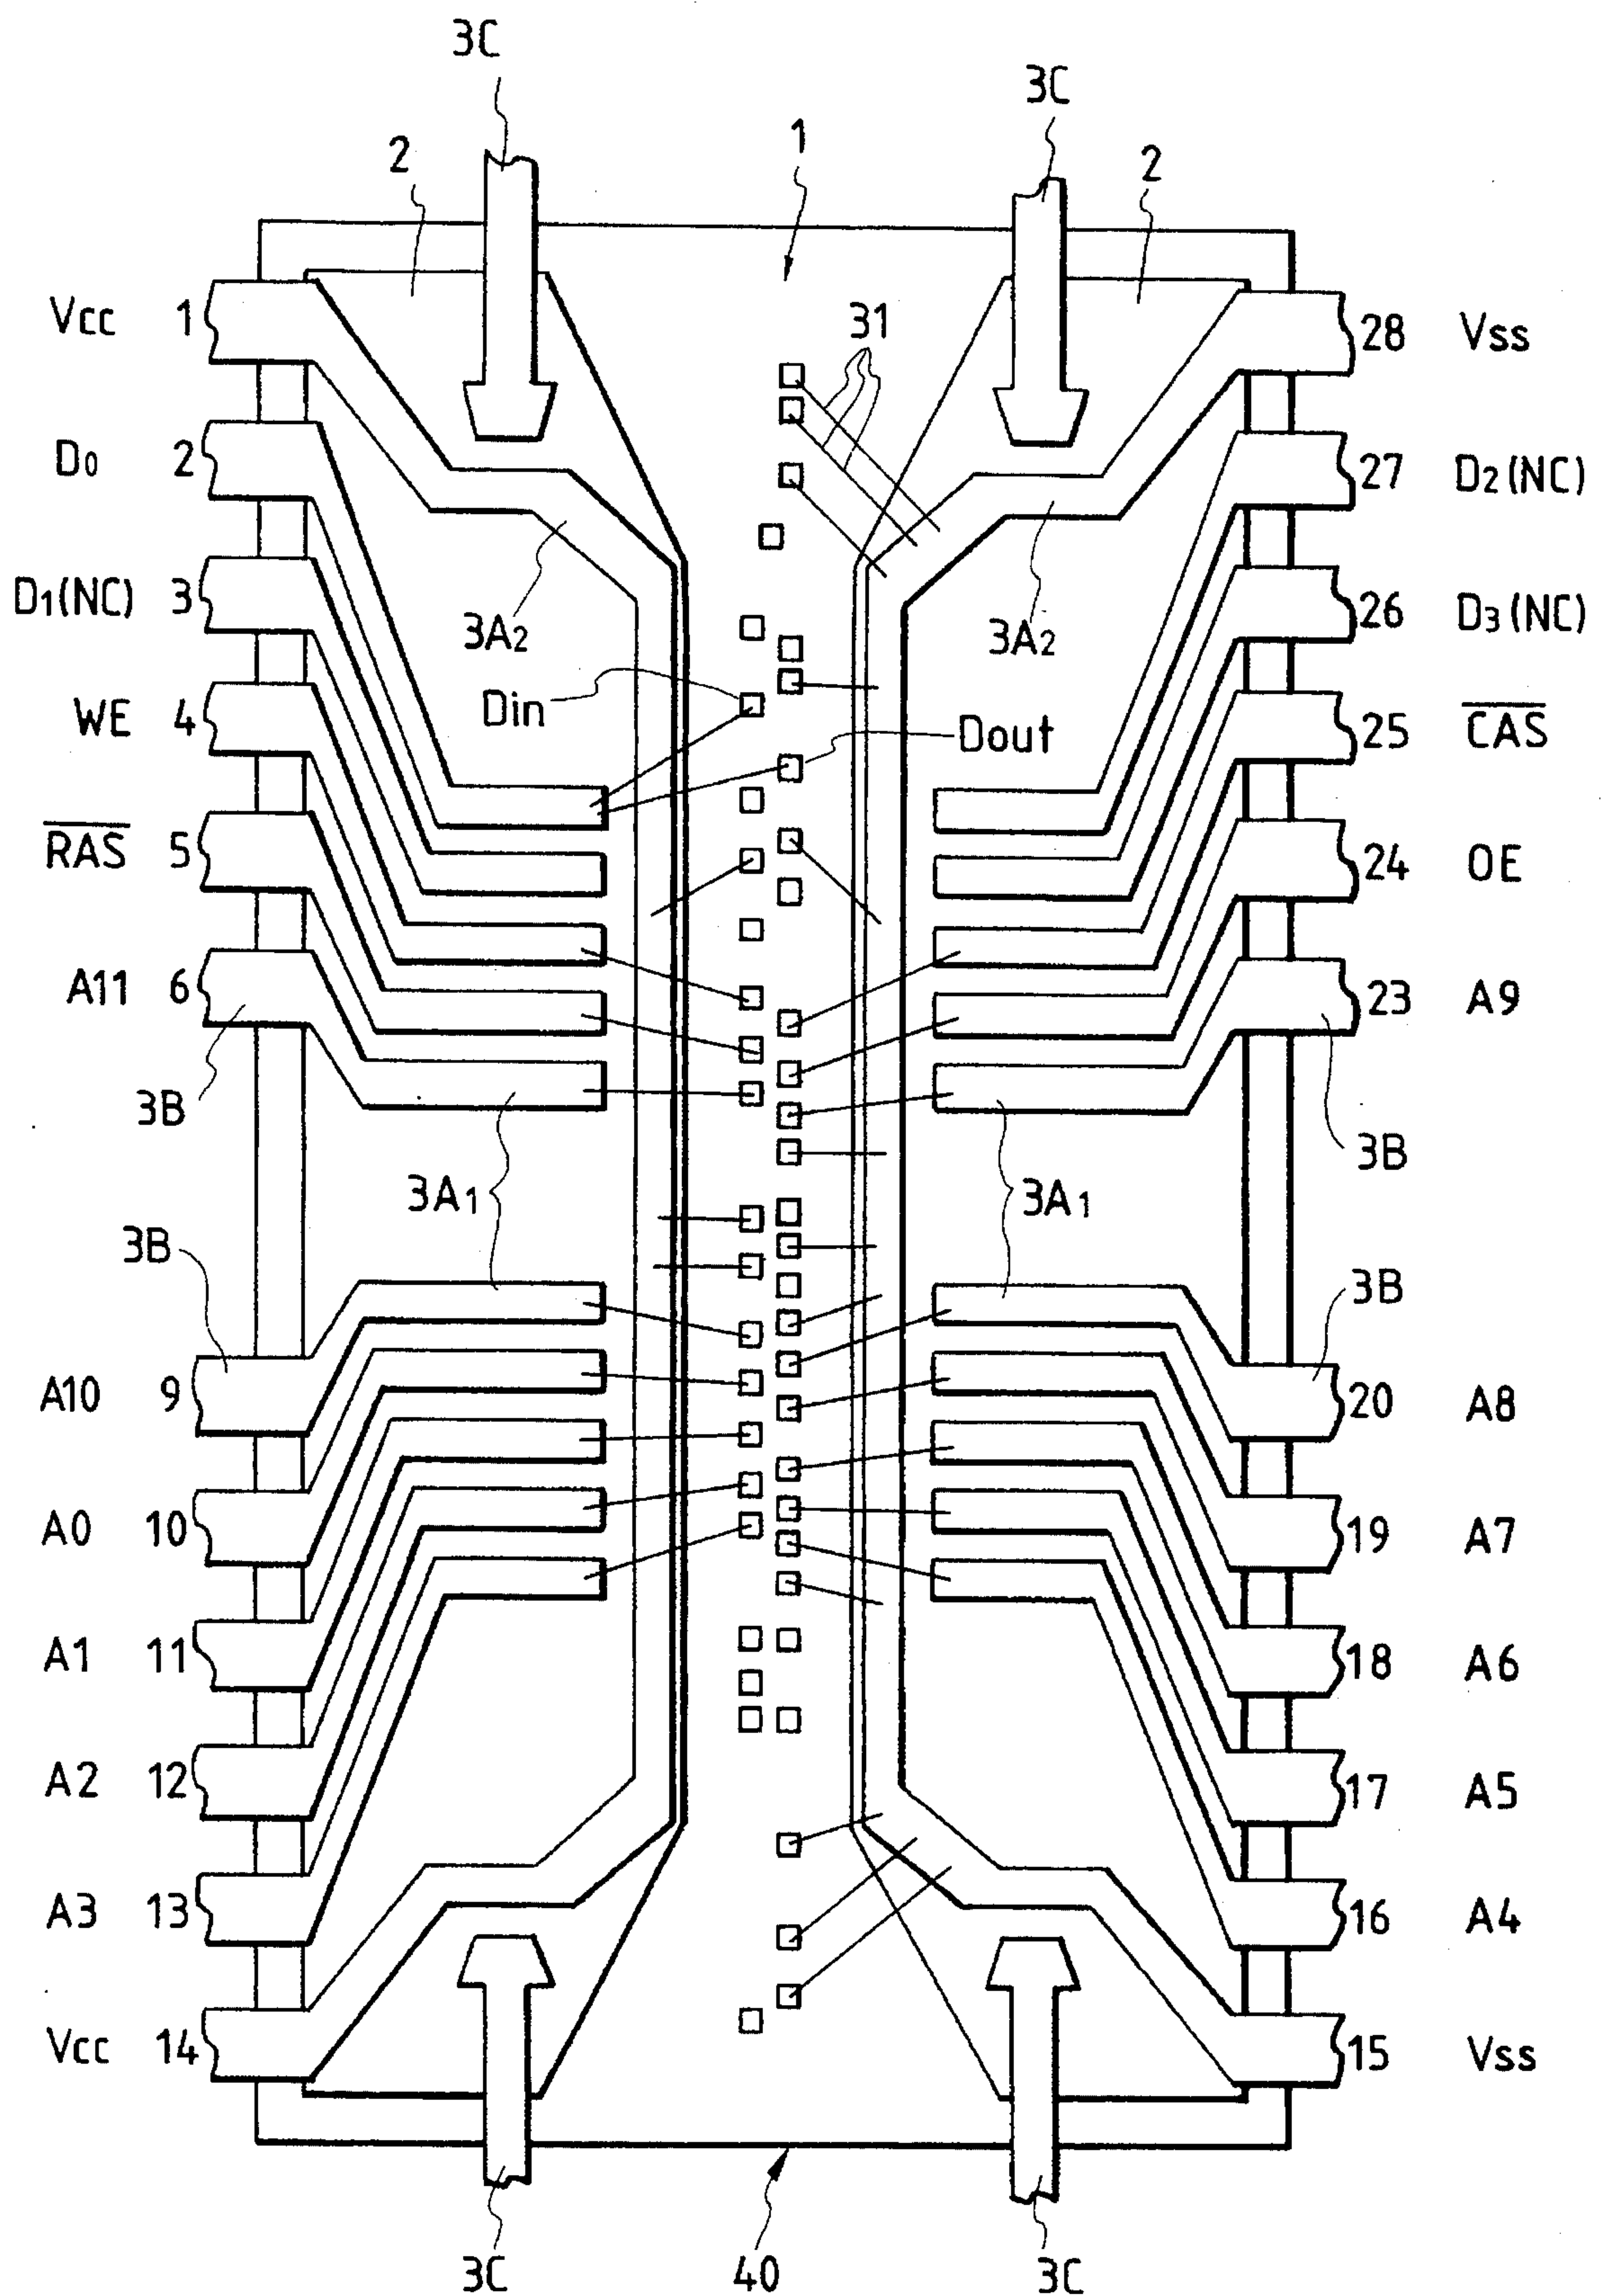 3C
3C
1
2
2
31
Vcc 1
28 Vss
D0 2
27 D2(NC)
D1(NC) 3
26 D3(NC)
3A2
3A2
Din
Dout
WE 4
25 C̅A̅S̅
R̅A̅S̅ 5
24 OE
A11 6
23 A9
3B
3B
3A1
3A1
3B
3B
A10 9
20 A8
A0 10
19 A7
A1 11
18 A6
A2 12
17 A5
A3 13
16 A4
Vcc 14
15 Vss
3C
40
3C